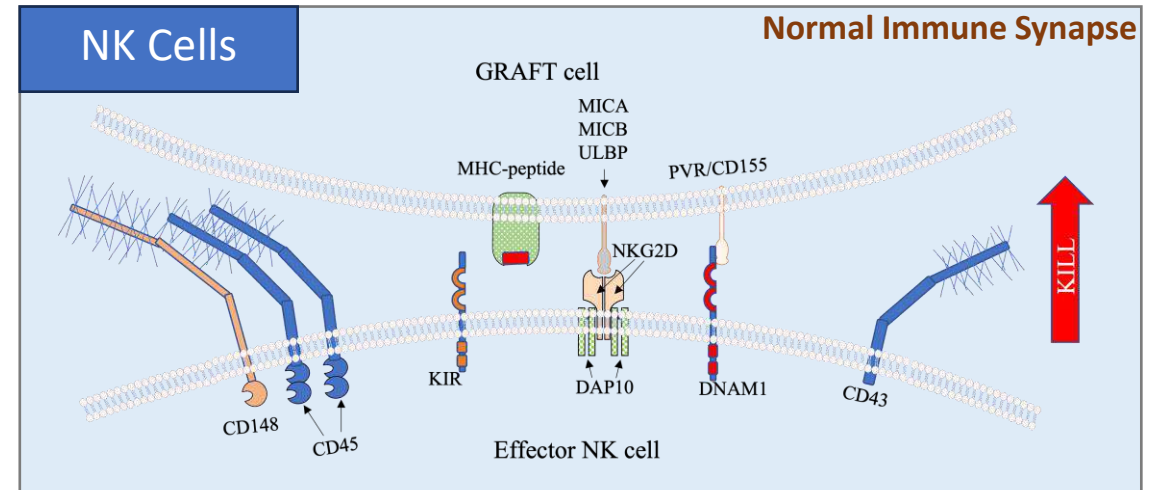 NK Cells
Normal Immune Synapse
GRAFT cell
MICA
MICB
ULBP
MHC-peptide
PVR/CD155
NKG2D
KILL
KIR
DAP10
DNAM1
CD43
CD148
CD45
Effector NK cell